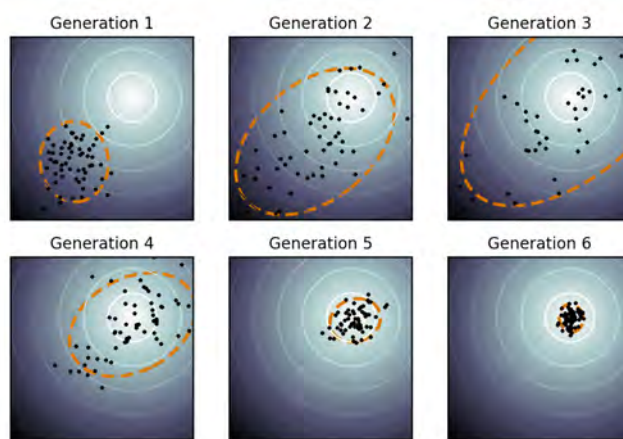 Generation 1
Generation 2
Generation 3
Generation 4
Generation 5
Generation 6